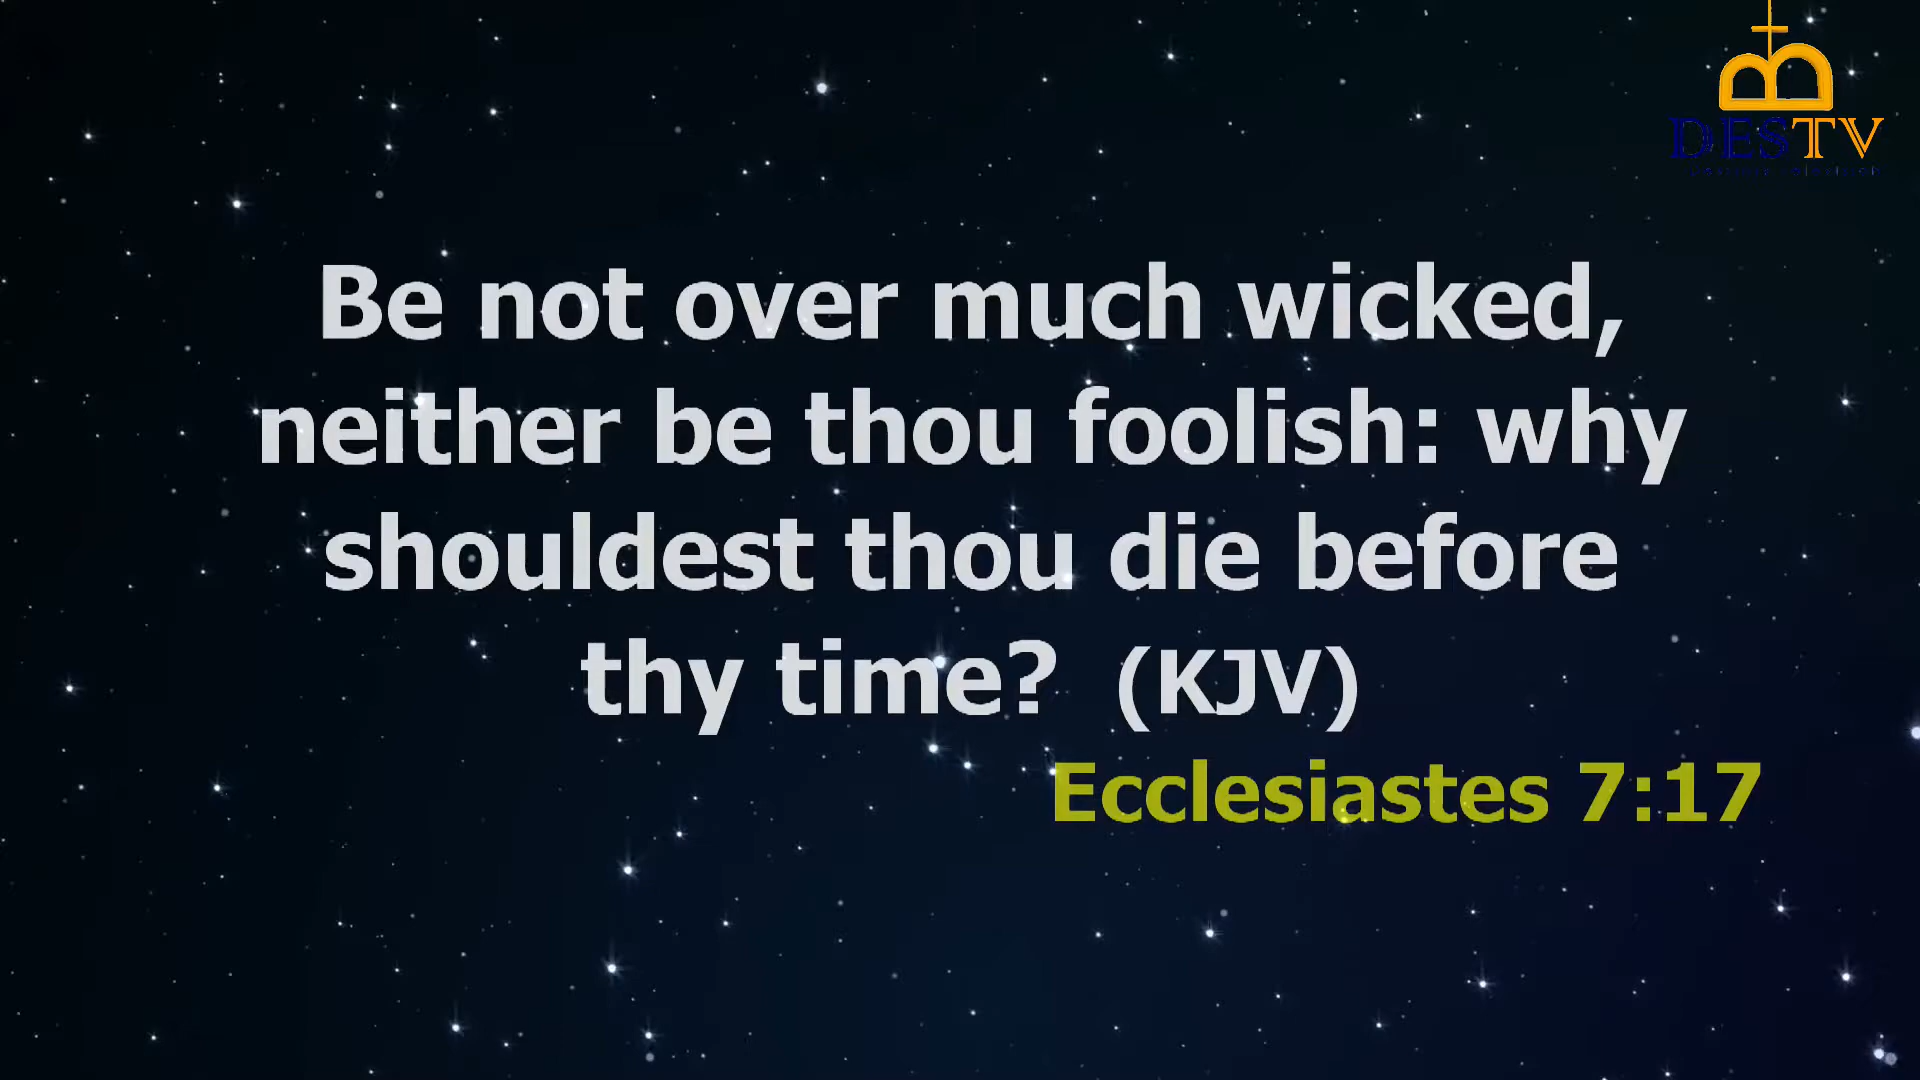 DESTV
Be not over much wicked,
neither be thou foolish: why
shouldest thou die before
thy time? (KJV)
Ecclesiastes 7:17